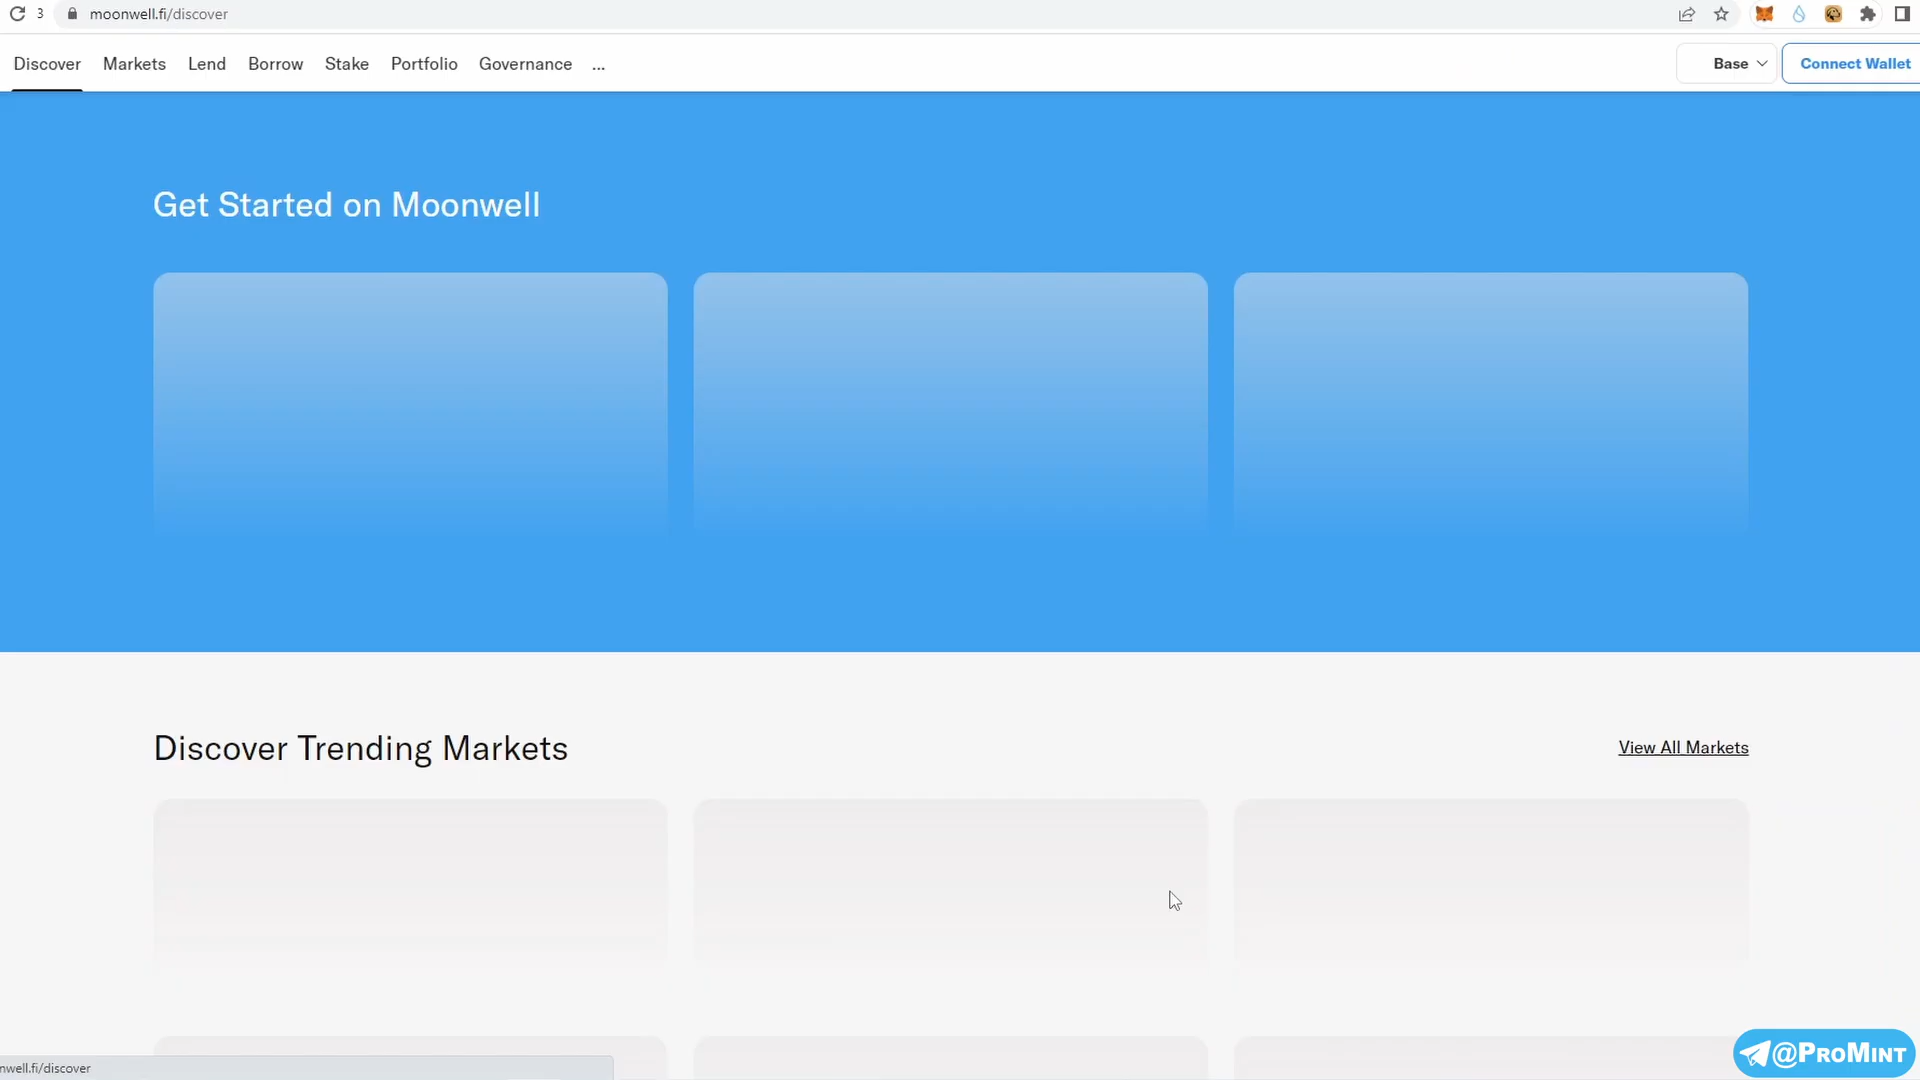 3 moonwell.fi/discover
Discover Markets Lend Borrow Stake Portfolio Governance ... Base Connect Wallet
Get Started on Moonwell
Discover Trending Markets View All Markets
nwell.fi/discover
@PROMINT